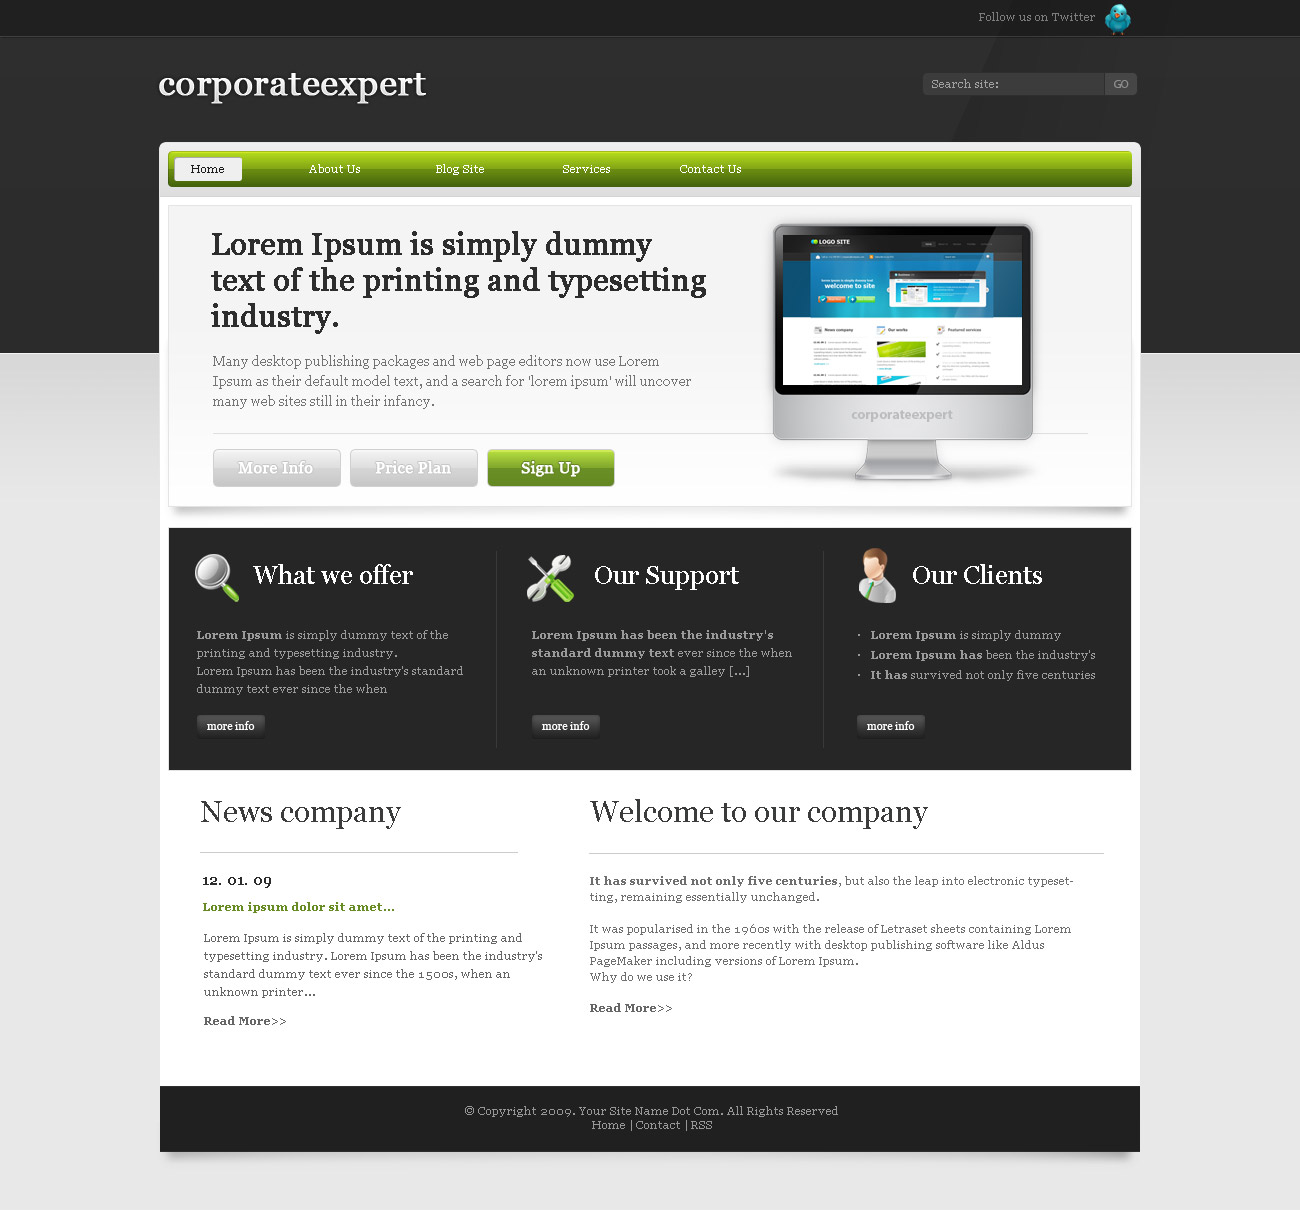 Follow us on Twitter
corporateexpert
Search site:
GO
Home
About Us
Blog Site
Services
Contact Us
Lorem Ipsum is simply dummy
text of the printing and typesetting
industry.
Many desktop publishing packages and web page editors now use Lorem
Ipsum as their default model text, and a search for 'lorem ipsum' will uncover
many web sites still in their infancy.
More Info
Price Plan
Sign Up
LOGO SITE
welcome to site
News company
Our works
Featured services
corporateexpert
What we offer
Lorem Ipsum is simply dummy text of the
printing and typesetting industry.
Lorem Ipsum has been the industry's standard
dummy text ever since the when
more info
Our Support
Lorem Ipsum has been the industry's
standard dummy text ever since the when
an unknown printer took a galley [...]
more info
Our Clients
• Lorem Ipsum is simply dummy
• Lorem Ipsum has been the industry's
• It has survived not only five centuries
more info
News company
12. 01. 09
Lorem ipsum dolor sit amet...
Lorem Ipsum is simply dummy text of the printing and
typesetting industry. Lorem Ipsum has been the industry's
standard dummy text ever since the 1500s, when an
unknown printer...
Read More>>
Welcome to our company
It has survived not only five centuries, but also the leap into electronic typeset-
ting, remaining essentially unchanged.
It was popularised in the 1960s with the release of Letraset sheets containing Lorem
Ipsum passages, and more recently with desktop publishing software like Aldus
PageMaker including versions of Lorem Ipsum.
Why do we use it?
Read More>>
© Copyright 2009. Your Site Name Dot Com. All Rights Reserved
Home | Contact | RSS